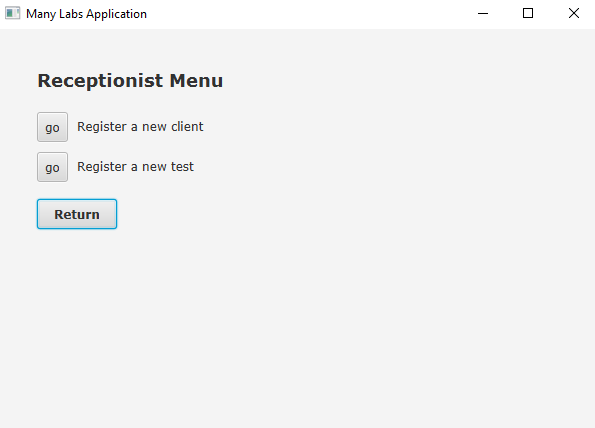 Many Labs Application
Receptionist Menu
go Register a new client
go Register a new test
Return